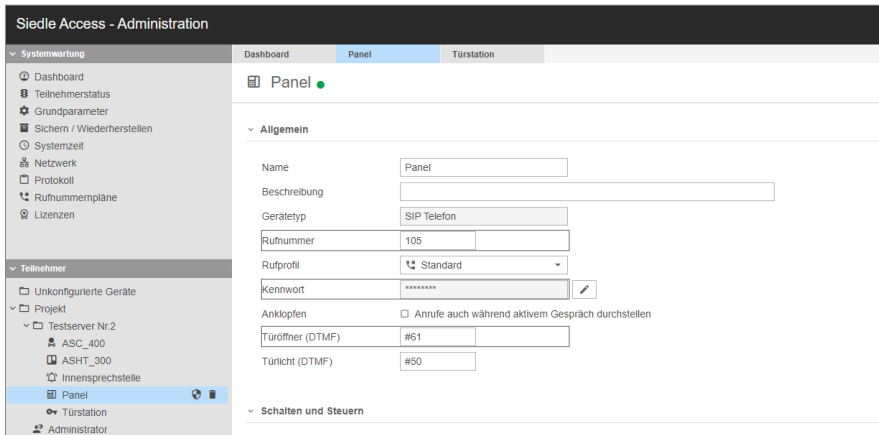 Siedle Access - Administration
Systemwartung
Dashboard
Teilnehmerstatus
Grundparameter
Sichern / Wiederherstellen
Systemzeit
Netzwerk
Protokoll
Rufnummernpläne
Lizenzen
Teilnehmer
Unkonfigurierte Geräte
Projekt
Testserver Nr.2
ASC_400
ASHT_300
Innensprechstelle
Panel
Türstation
Administrator
Dashboard Panel Türstation
Panel
Allgemein
Name Panel
Beschreibung
Gerätetyp SIP Telefon
Rufnummer 105
Rufprofil Standard
Kennwort ********
Anklopfen Anrufe auch während aktivem Gespräch durchstellen
Türöffner (DTMF) #61
Türlicht (DTMF) #50
Schalten und Steuern